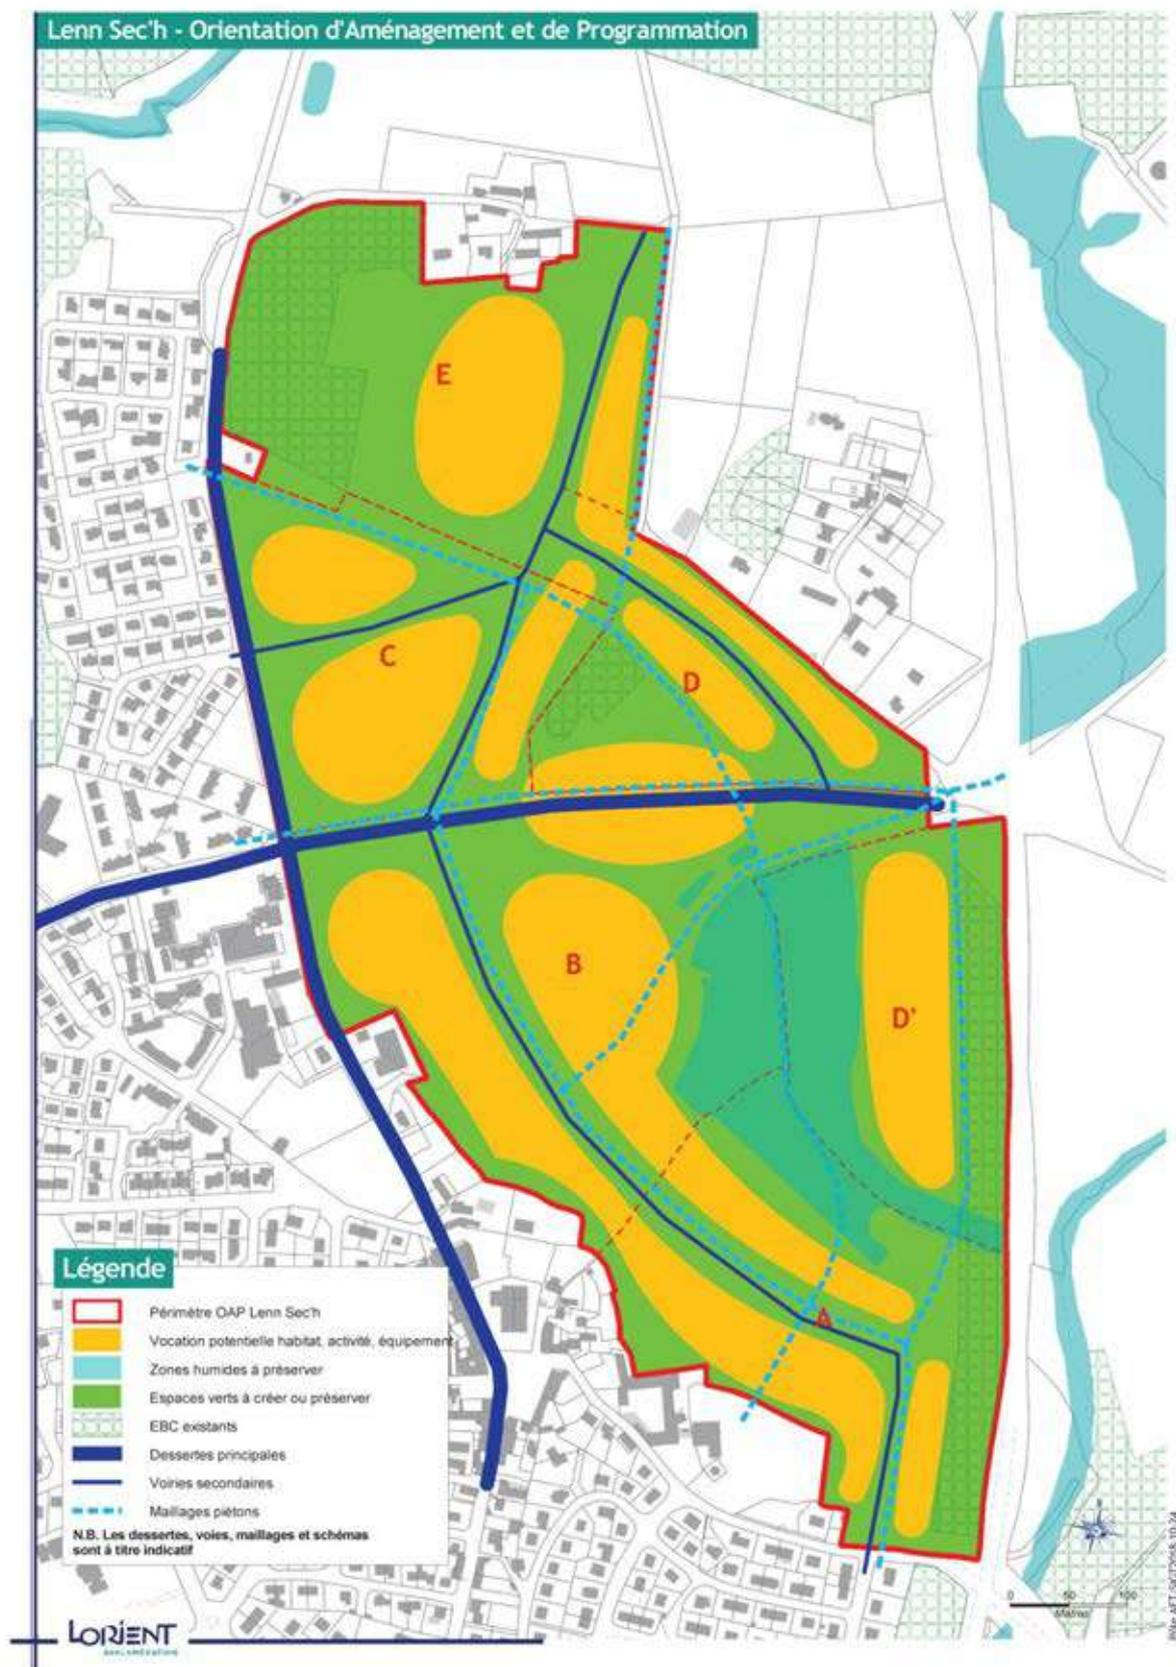 Lenn Sec'h - Orientation d'Aménagement et de Programmation
E
C
D
B
D'
A
Légende
Périmètre OAP Lenn Sec'h
Vocation potentielle habitat, activité, équipement
Zones humides à préserver
Espaces verts à créer ou préserver
EBC existants
Dessertes principales
Voiries secondaires
Maillages piétons
N.B. Les dessertes, voies, maillages et schémas
sont à titre indicatif
0 50 100
Mètres
LORIENT
AGGLOMÉRATION